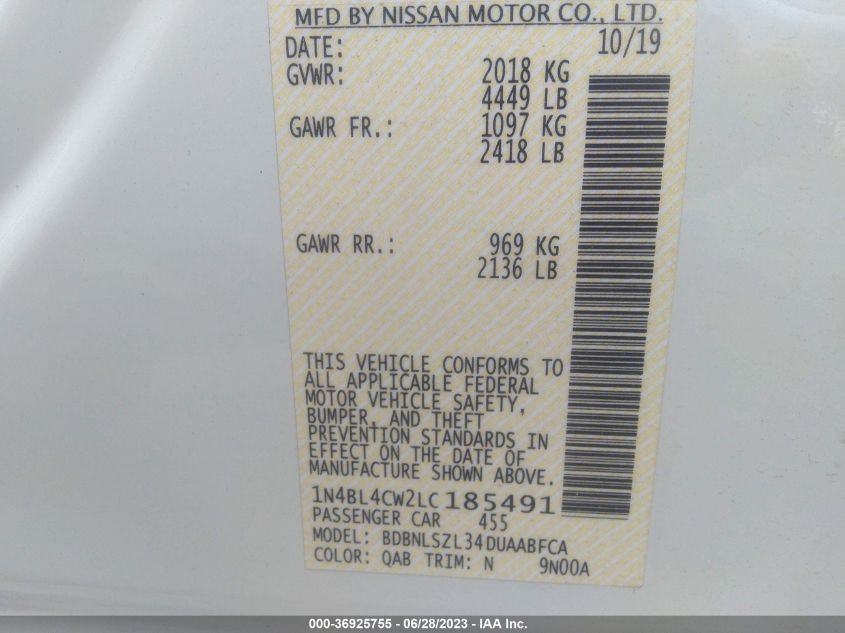 MFD BY NISSAN MOTOR CO., LTD.
DATE: 10/19
GVWR: 2018 KG
4449 LB
GAWR FR.: 1097 KG
2418 LB
GAWR RR.: 969 KG
2136 LB
THIS VEHICLE CONFORMS TO
ALL APPLICABLE FEDERAL
MOTOR VEHICLE SAFETY,
BUMPER, AND THEFT
PREVENTION STANDARDS IN
EFFECT ON THE DATE OF
MANUFACTURE SHOWN ABOVE.
1N4BL4CW2LC185491
PASSENGER CAR 455
MODEL: BDBNLSZL34DUAABFCA
COLOR: QAB TRIM: N 9N00A
000-36925755 - 06/28/2023 - IAA Inc.